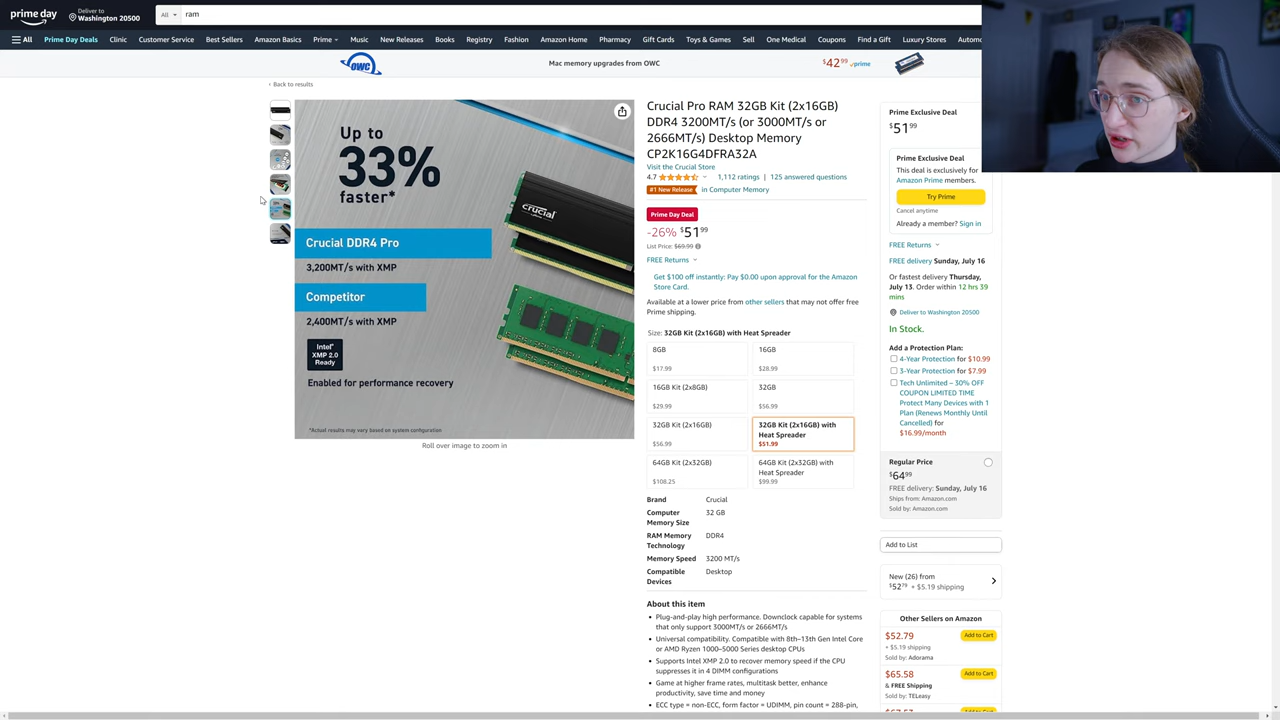 prime day
Deliver to
Washington 20500
All
ram
All
Prime Day Deals
Clinic
Customer Service
Best Sellers
Amazon Basics
Prime
Music
New Releases
Books
Registry
Fashion
Amazon Home
Pharmacy
Gift Cards
Toys & Games
Sell
One Medical
Coupons
Find a Gift
Luxury Stores
Automo
OWC
Mac memory upgrades from OWC
$42⁹⁹ prime
‹ Back to results
Up to
33%
faster*
crucial
Crucial DDR4 Pro
3,200MT/s with XMP
Competitor
2,400MT/s with XMP
Intel®
XMP 2.0
Ready
Enabled for performance recovery
*Actual results may vary based on system configuration
Roll over image to zoom in
Crucial Pro RAM 32GB Kit (2x16GB)
DDR4 3200MT/s (or 3000MT/s or
2666MT/s) Desktop Memory
CP2K16G4DFRA32A
Visit the Crucial Store
4.7
1,112 ratings | 125 answered questions
#1 New Release in Computer Memory
Prime Day Deal
-26% $51⁹⁹
List Price: $69.99
FREE Returns
Get $100 off instantly: Pay $0.00 upon approval for the Amazon
Store Card.
Available at a lower price from other sellers that may not offer free
Prime shipping.
Size: 32GB Kit (2x16GB) with Heat Spreader
8GB
$17.99
16GB
$28.99
16GB Kit (2x8GB)
$29.99
32GB
$56.99
32GB Kit (2x16GB)
$56.99
32GB Kit (2x16GB) with
Heat Spreader
$51.99
64GB Kit (2x32GB)
$108.25
64GB Kit (2x32GB) with
Heat Spreader
$99.99
Brand Crucial
Computer 32 GB
Memory Size
RAM Memory DDR4
Technology
Memory Speed 3200 MT/s
Compatible Desktop
Devices
About this item
• Plug-and-play high performance. Downclock capable for systems
that only support 3000MT/s or 2666MT/s
• Universal compatibility. Compatible with 8th–13th Gen Intel Core
or AMD Ryzen 1000–5000 Series desktop CPUs
• Supports Intel XMP 2.0 to recover memory speed if the CPU
suppresses it in 4 DIMM configurations
• Game at higher frame rates, multitask better, enhance
productivity, save time and money
• ECC type = non-ECC, form factor = UDIMM, pin count = 288-pin,
Prime Exclusive Deal
$51⁹⁹
Prime Exclusive Deal
This deal is exclusively for
Amazon Prime members.
Try Prime
Cancel anytime
Already a member? Sign in
FREE Returns
FREE delivery Sunday, July 16
Or fastest delivery Thursday,
July 13. Order within 12 hrs 39
mins
Deliver to Washington 20500
In Stock.
Add a Protection Plan:
4-Year Protection for $10.99
3-Year Protection for $7.99
Tech Unlimited – 30% OFF
COUPON LIMITED TIME
Protect Many Devices with 1
Plan (Renews Monthly Until
Cancelled) for
$16.99/month
Regular Price
$64⁹⁹
FREE delivery: Sunday, July 16
Ships from: Amazon.com
Sold by: Amazon.com
Add to List
New (26) from
$52⁷⁹ + $5.19 shipping
Other Sellers on Amazon
$52.79
Add to Cart
+ $5.19 shipping
Sold by: Adorama
$65.58
Add to Cart
& FREE Shipping
Sold by: TELeasy